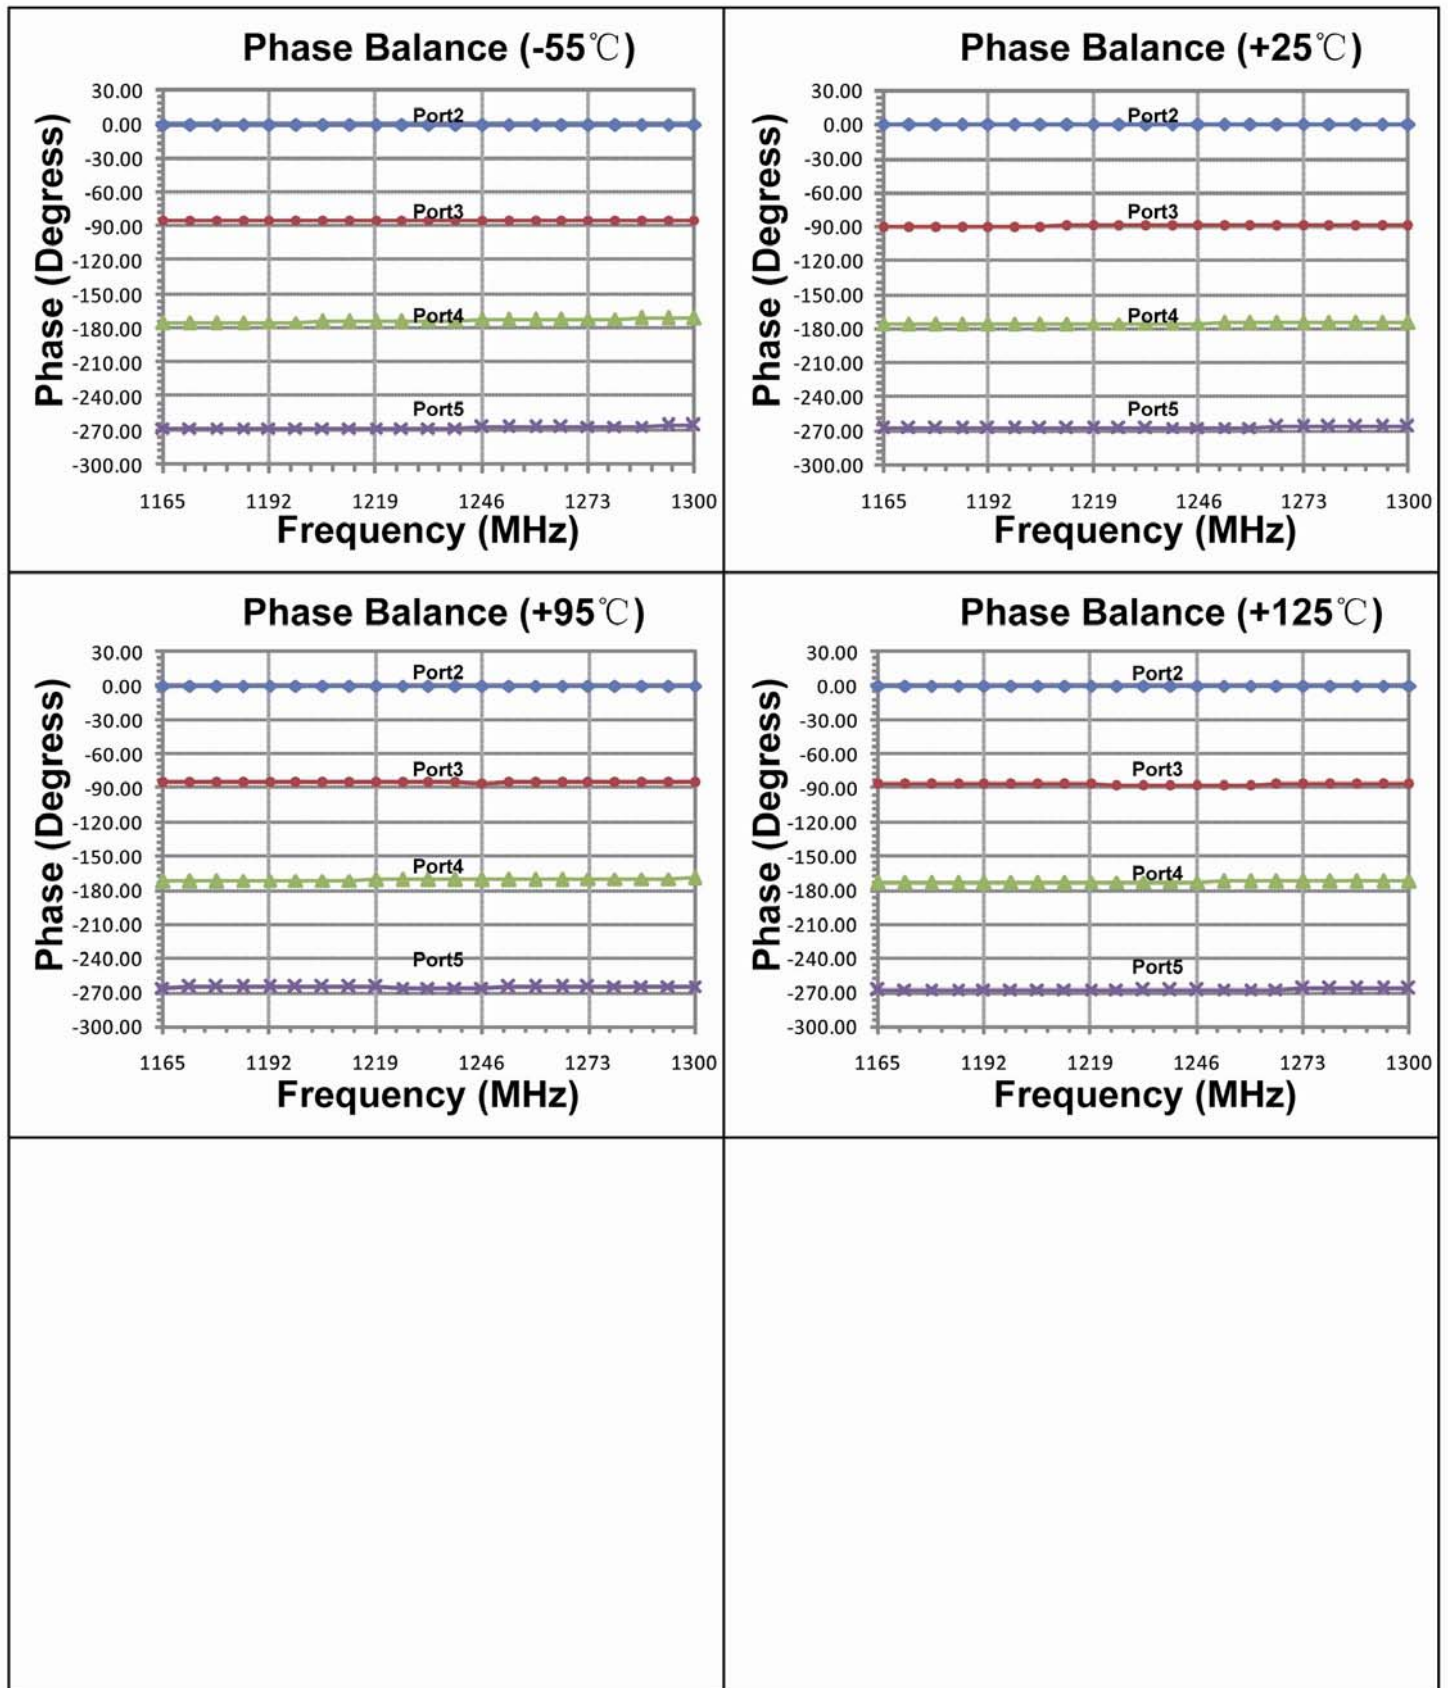 Phase Balance (-55℃)
30.00
0.00
-30.00
-60.00
-90.00
-120.00
-150.00
-180.00
-210.00
-240.00
-270.00
-300.00
Phase (Degress)
Port2
Port3
Port4
Port5
1165 1192 1219 1246 1273 1300
Frequency (MHz)
Phase Balance (+25℃)
30.00
0.00
-30.00
-60.00
-90.00
-120.00
-150.00
-180.00
-210.00
-240.00
-270.00
-300.00
Phase (Degress)
Port2
Port3
Port4
Port5
1165 1192 1219 1246 1273 1300
Frequency (MHz)
Phase Balance (+95℃)
30.00
0.00
-30.00
-60.00
-90.00
-120.00
-150.00
-180.00
-210.00
-240.00
-270.00
-300.00
Phase (Degress)
Port2
Port3
Port4
Port5
1165 1192 1219 1246 1273 1300
Frequency (MHz)
Phase Balance (+125℃)
30.00
0.00
-30.00
-60.00
-90.00
-120.00
-150.00
-180.00
-210.00
-240.00
-270.00
-300.00
Phase (Degress)
Port2
Port3
Port4
Port5
1165 1192 1219 1246 1273 1300
Frequency (MHz)